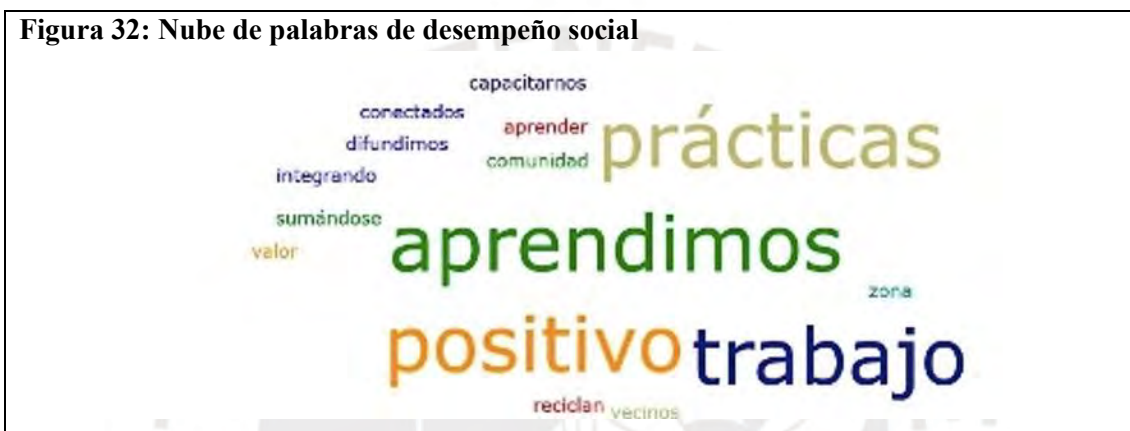 Figura 32: Nube de palabras de desempeño social
capacitarnos
conectados
aprender
prácticas
difundimos
comunidad
integrando
sumándose
aprendimos
valor
zona
positivo
trabajo
reciclan
vecinos